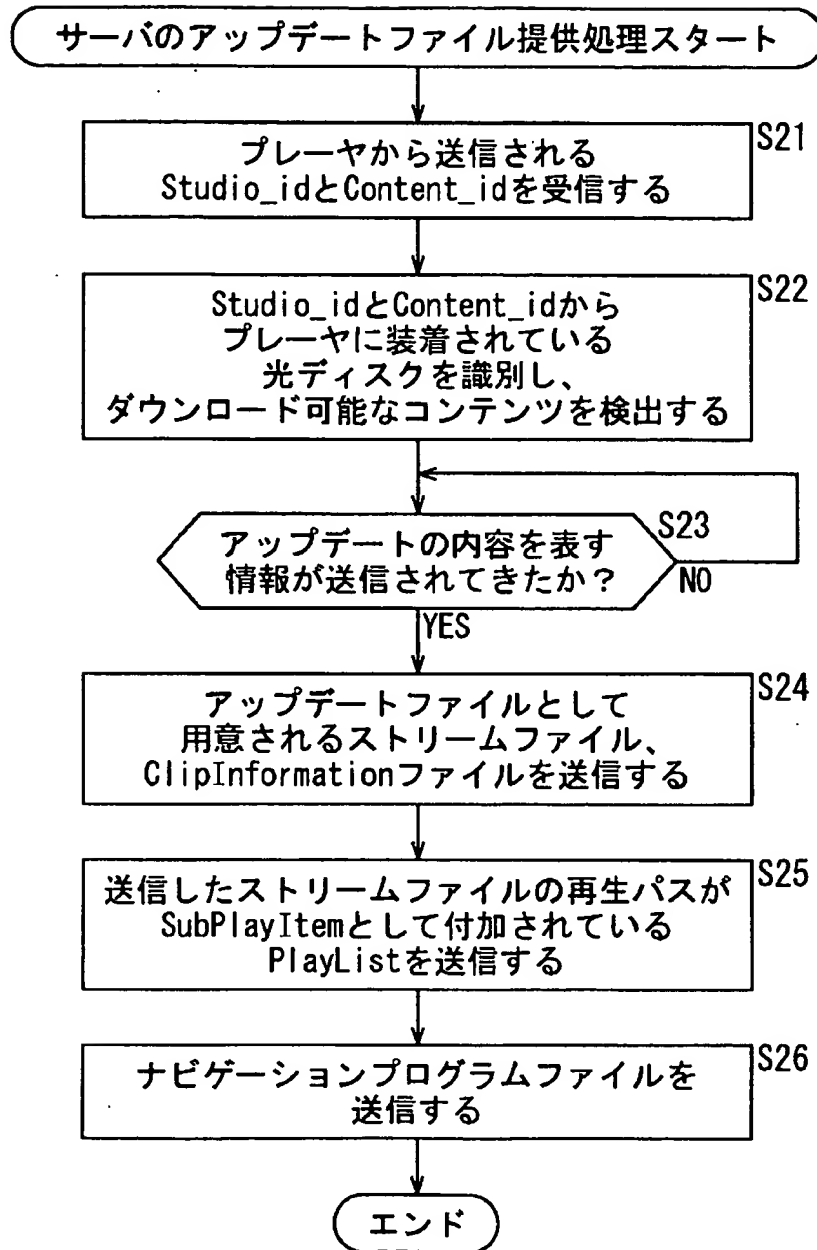 サーバのアップデートファイル提供処理スタート
S21
プレーヤから送信される
Studio_idとContent_idを受信する
S22
Studio_idとContent_idから
プレーヤに装着されている
光ディスクを識別し、
ダウンロード可能なコンテンツを検出する
S23
アップデートの内容を表す
情報が送信されてきたか？
NO
YES
S24
アップデートファイルとして
用意されるストリームファイル、
ClipInformationファイルを送信する
S25
送信したストリームファイルの再生パスが
SubPlayItemとして付加されている
PlayListを送信する
S26
ナビゲーションプログラムファイルを
送信する
エンド